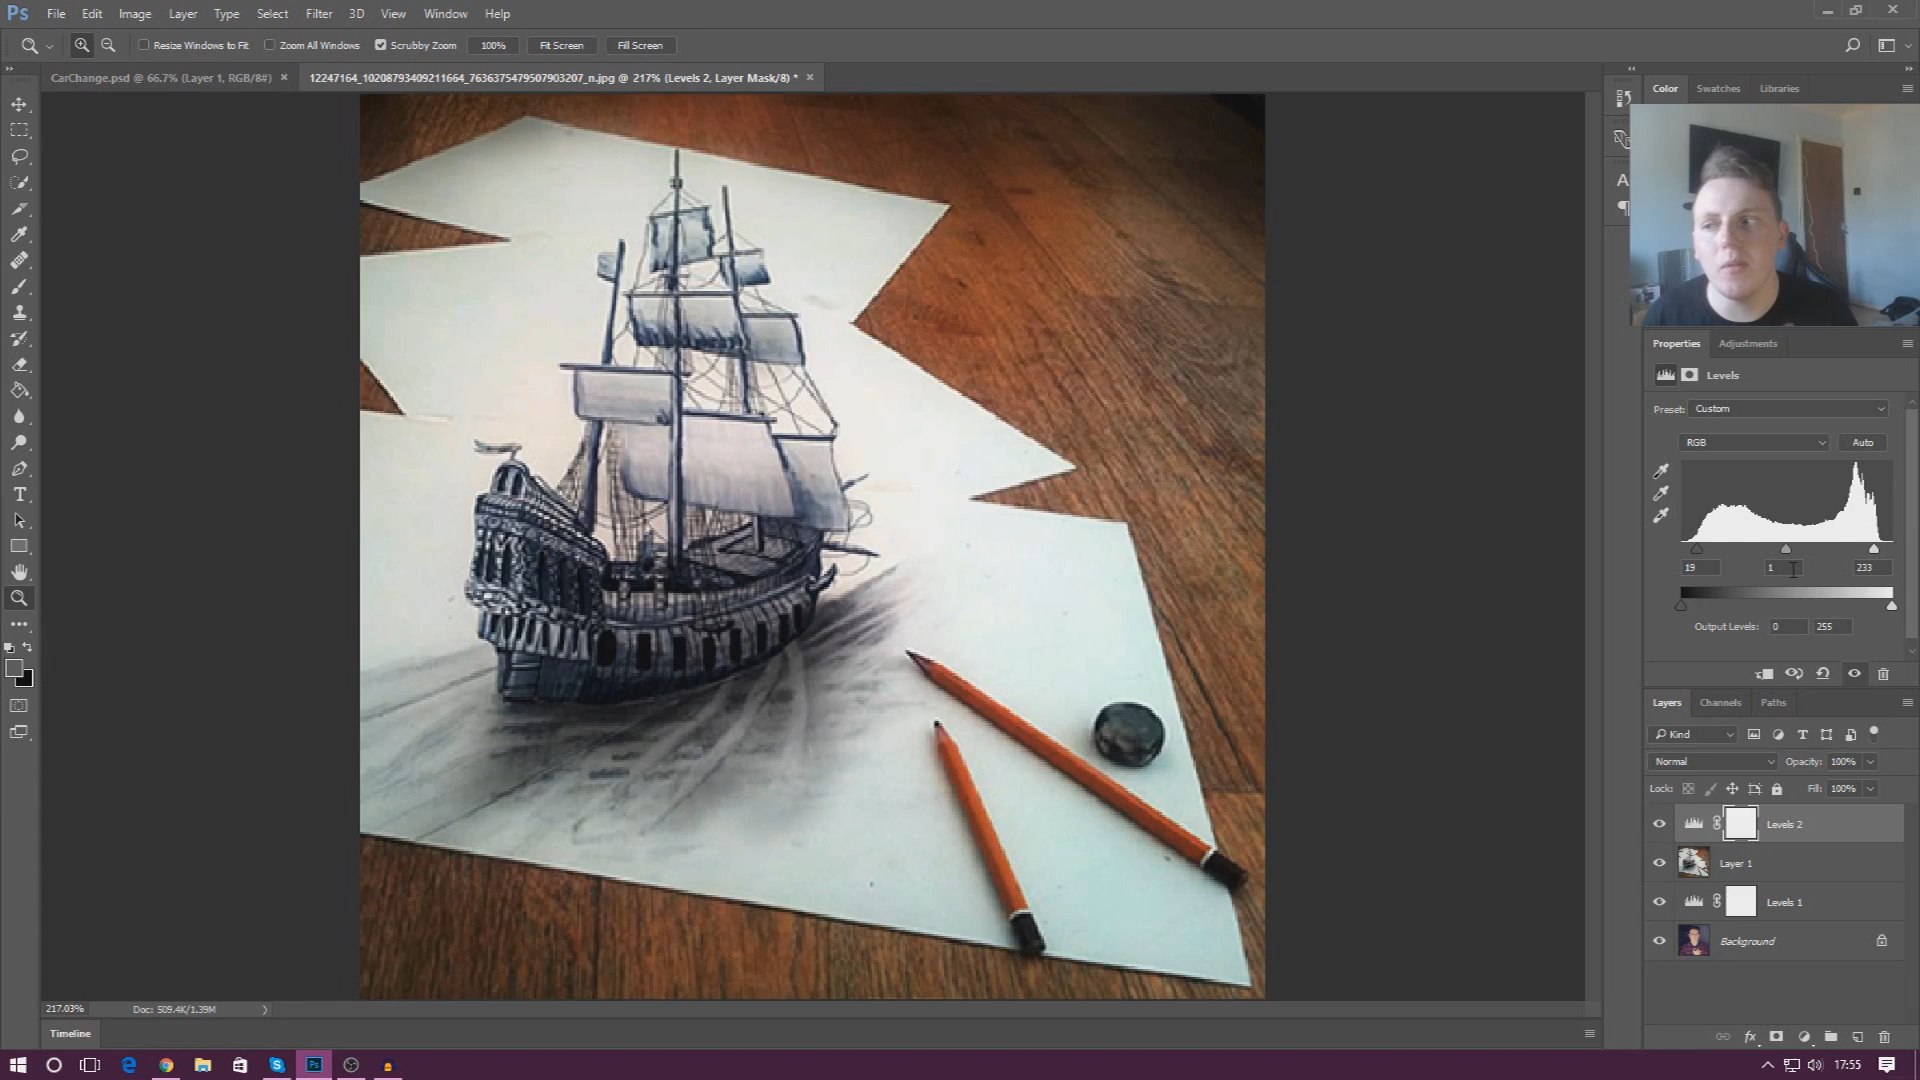 Ps File Edit Image Layer Type Select Filter 3D View Window Help
Resize Windows to Fit Zoom All Windows Scrubby Zoom 100% Fit Screen Fill Screen
CarChange.psd @ 66.7% (Layer 1, RGB/8#) × 12247164_10208793409211664_7636375479507903207_n.jpg @ 217% (Levels 2, Layer Mask/8) * ×
Color Swatches Libraries
Properties Adjustments
Levels
Preset: Custom
RGB Auto
19 1 233
Output Levels: 0 255
Layers Channels Paths
Kind
Normal Opacity: 100%
Lock: Fill: 100%
Levels 2
Layer 1
Levels 1
Background
fx
217.03% Doc: 509.4K/1.39M
Timeline
Ps 17:55